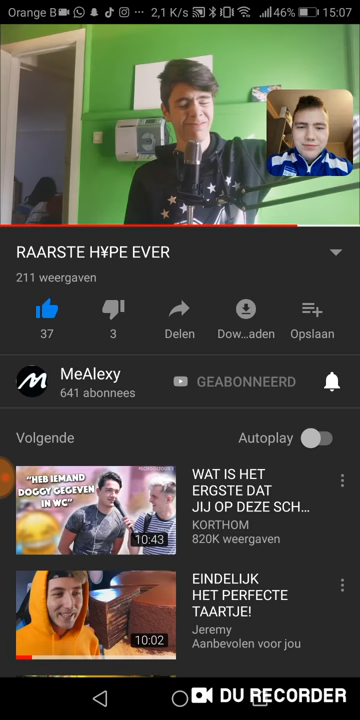 Orange B
2,1 K/s
46%
15:07
RAARSTE H¥PE EVER
211 weergaven
37
3
Delen
Dow...aden
Opslaan
MeAlexy
641 abonnees
GEABONNEERD
Volgende
Autoplay
"HEB IEMAND
DOGGY GEGEVEN
IN WC"
10:43
WAT IS HET
ERGSTE DAT
JIJ OP DEZE SCH...
KORTHOM
820K weergaven
10:02
EINDELIJK
HET PERFECTE
TAARTJE!
Jeremy
Aanbevolen voor jou
DU RECORDER